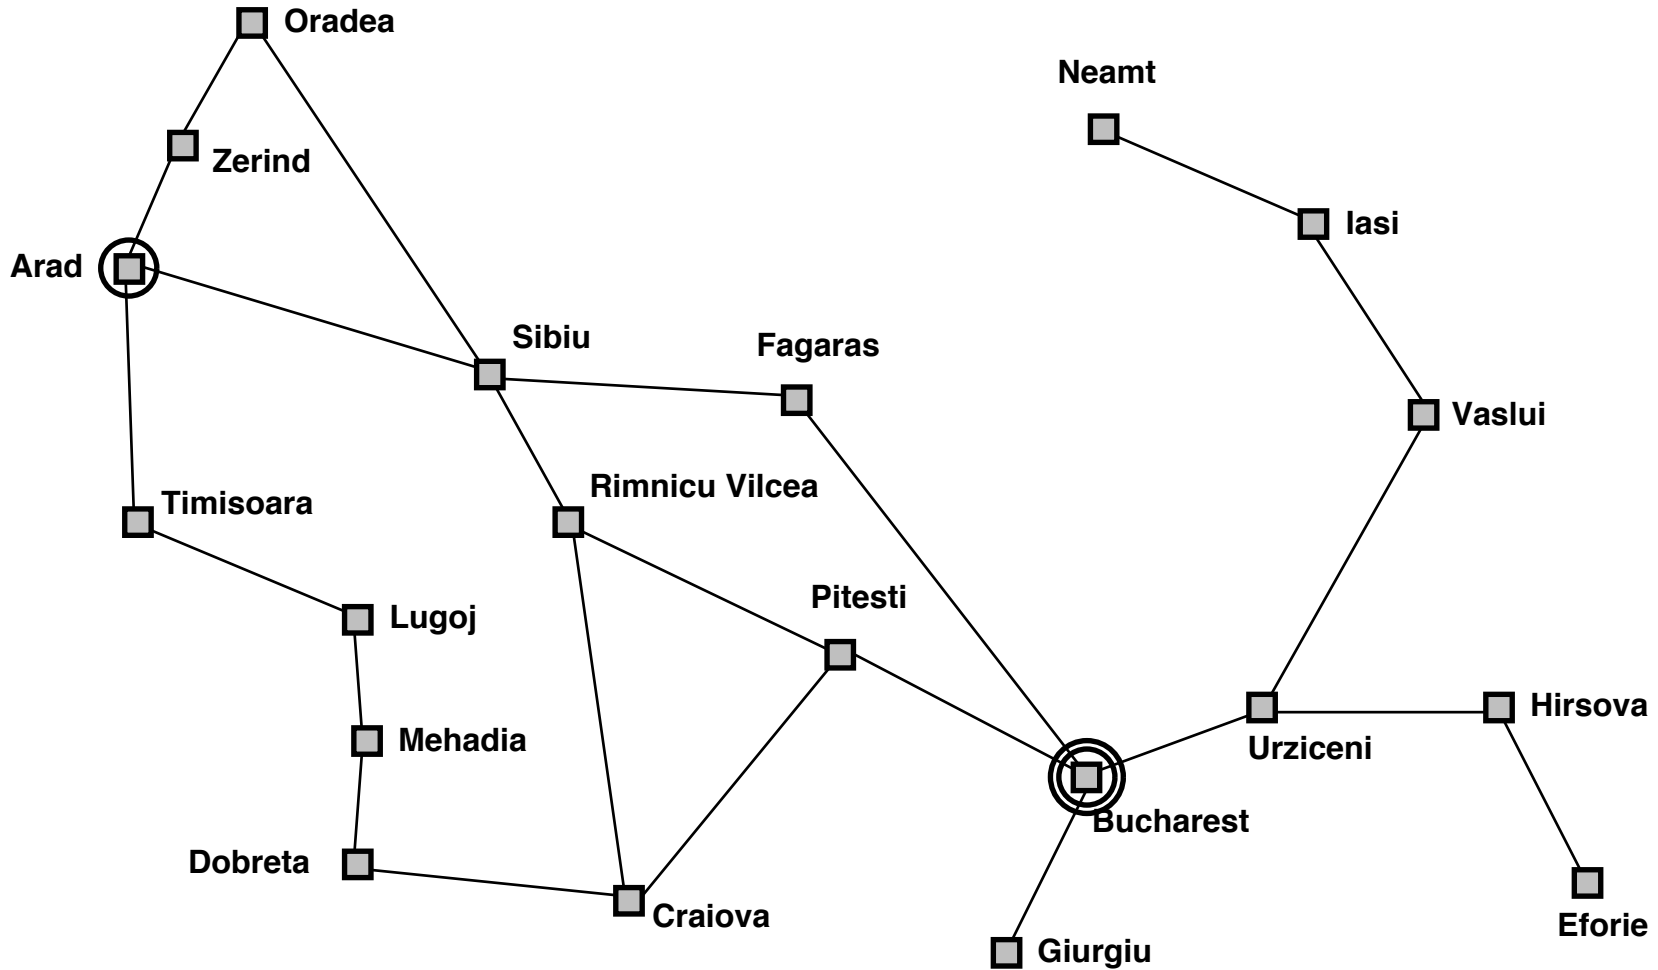 Oradea
Neamt
Zerind
Iasi
Arad
Sibiu
Fagaras
Vaslui
Timisoara
Rimnicu Vilcea
Pitesti
Lugoj
Hirsova
Mehadia
Urziceni
Bucharest
Dobreta
Craiova
Eforie
Giurgiu